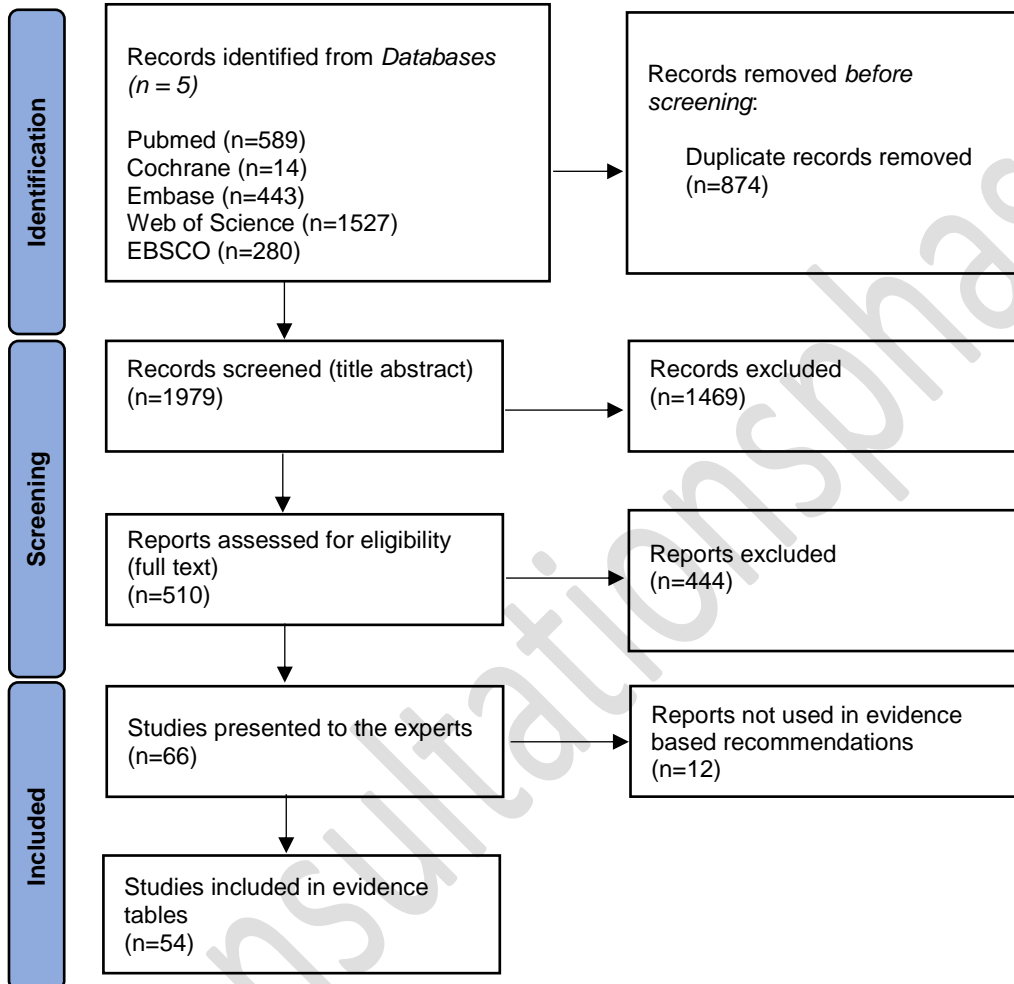 Identification
Records identified from Databases
(n = 5)
Pubmed (n=589)
Cochrane (n=14)
Embase (n=443)
Web of Science (n=1527)
EBSCO (n=280)
Records removed before
screening:
Duplicate records removed
(n=874)
Screening
Records screened (title abstract)
(n=1979)
Records excluded
(n=1469)
Reports assessed for eligibility
(full text)
(n=510)
Reports excluded
(n=444)
Included
Studies presented to the experts
(n=66)
Reports not used in evidence
based recommendations
(n=12)
Studies included in evidence
tables
(n=54)
nsultationsphas